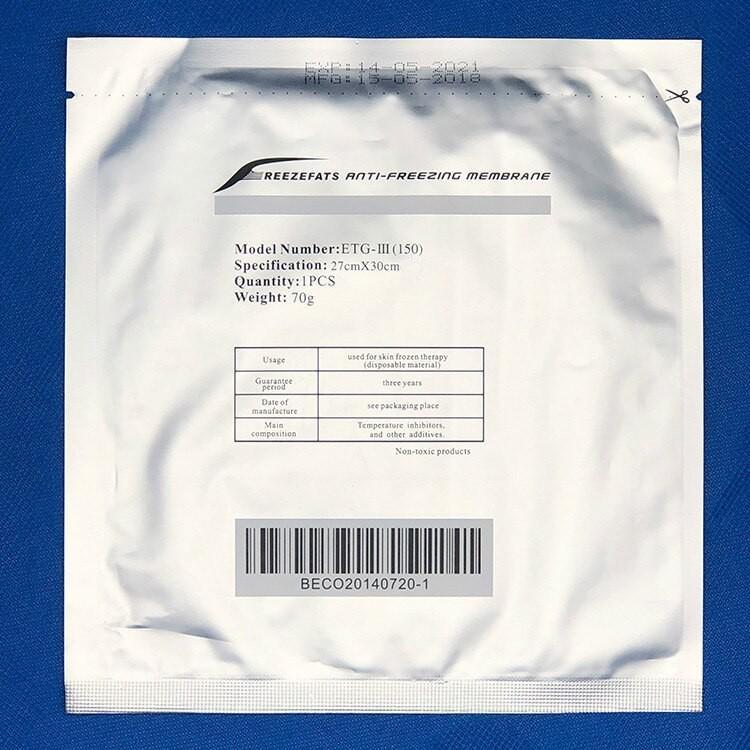 EXP: 14-05-2021
MFG: 15-05-2018
FREEZEFATS ANTI-FREEZING MEMBRANE
Model Number:ETG-III(150)
Specification: 27cmX30cm
Quantity:1PCS
Weight: 70g
Usage
used for skin frozen therapy
(disposable material)
Guarantee
period
three years
Date of
manufacture
see packaging place
Main
composition
Temperature inhibitors,
and other additives.
Non-toxic products
BECO20140720-1